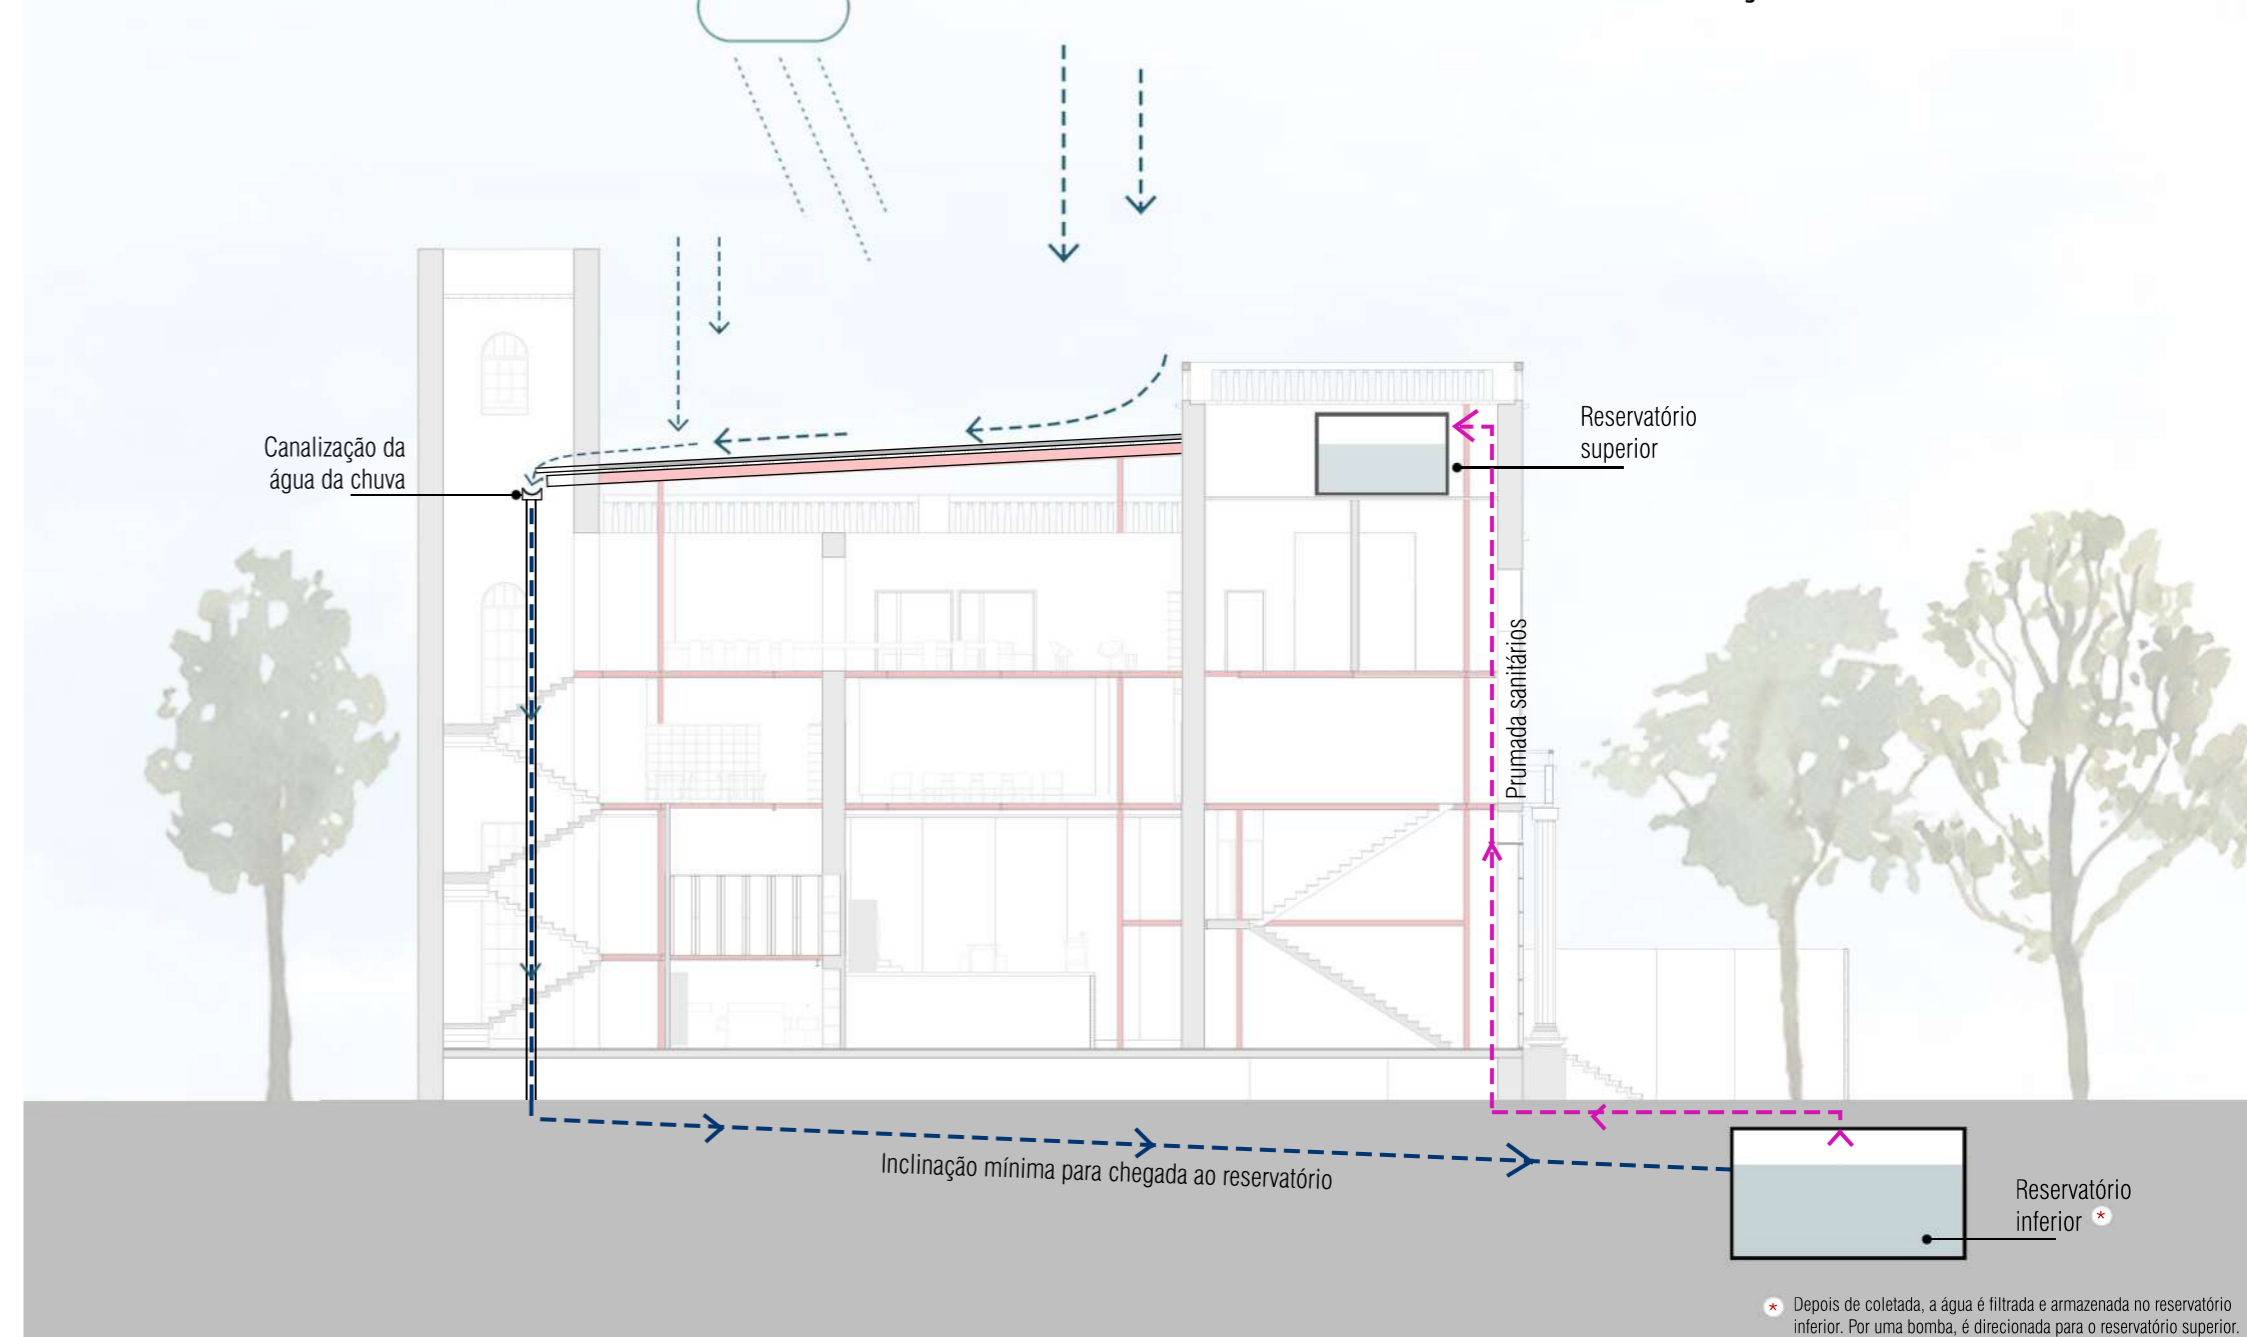 Canalização da
água da chuva
Reservatório
superior
Prumada sanitários
Inclinação mínima para chegada ao reservatório
Reservatório
inferior *
* Depois de coletada, a água é filtrada e armazenada no reservatório
inferior. Por uma bomba, é direcionada para o reservatório superior.